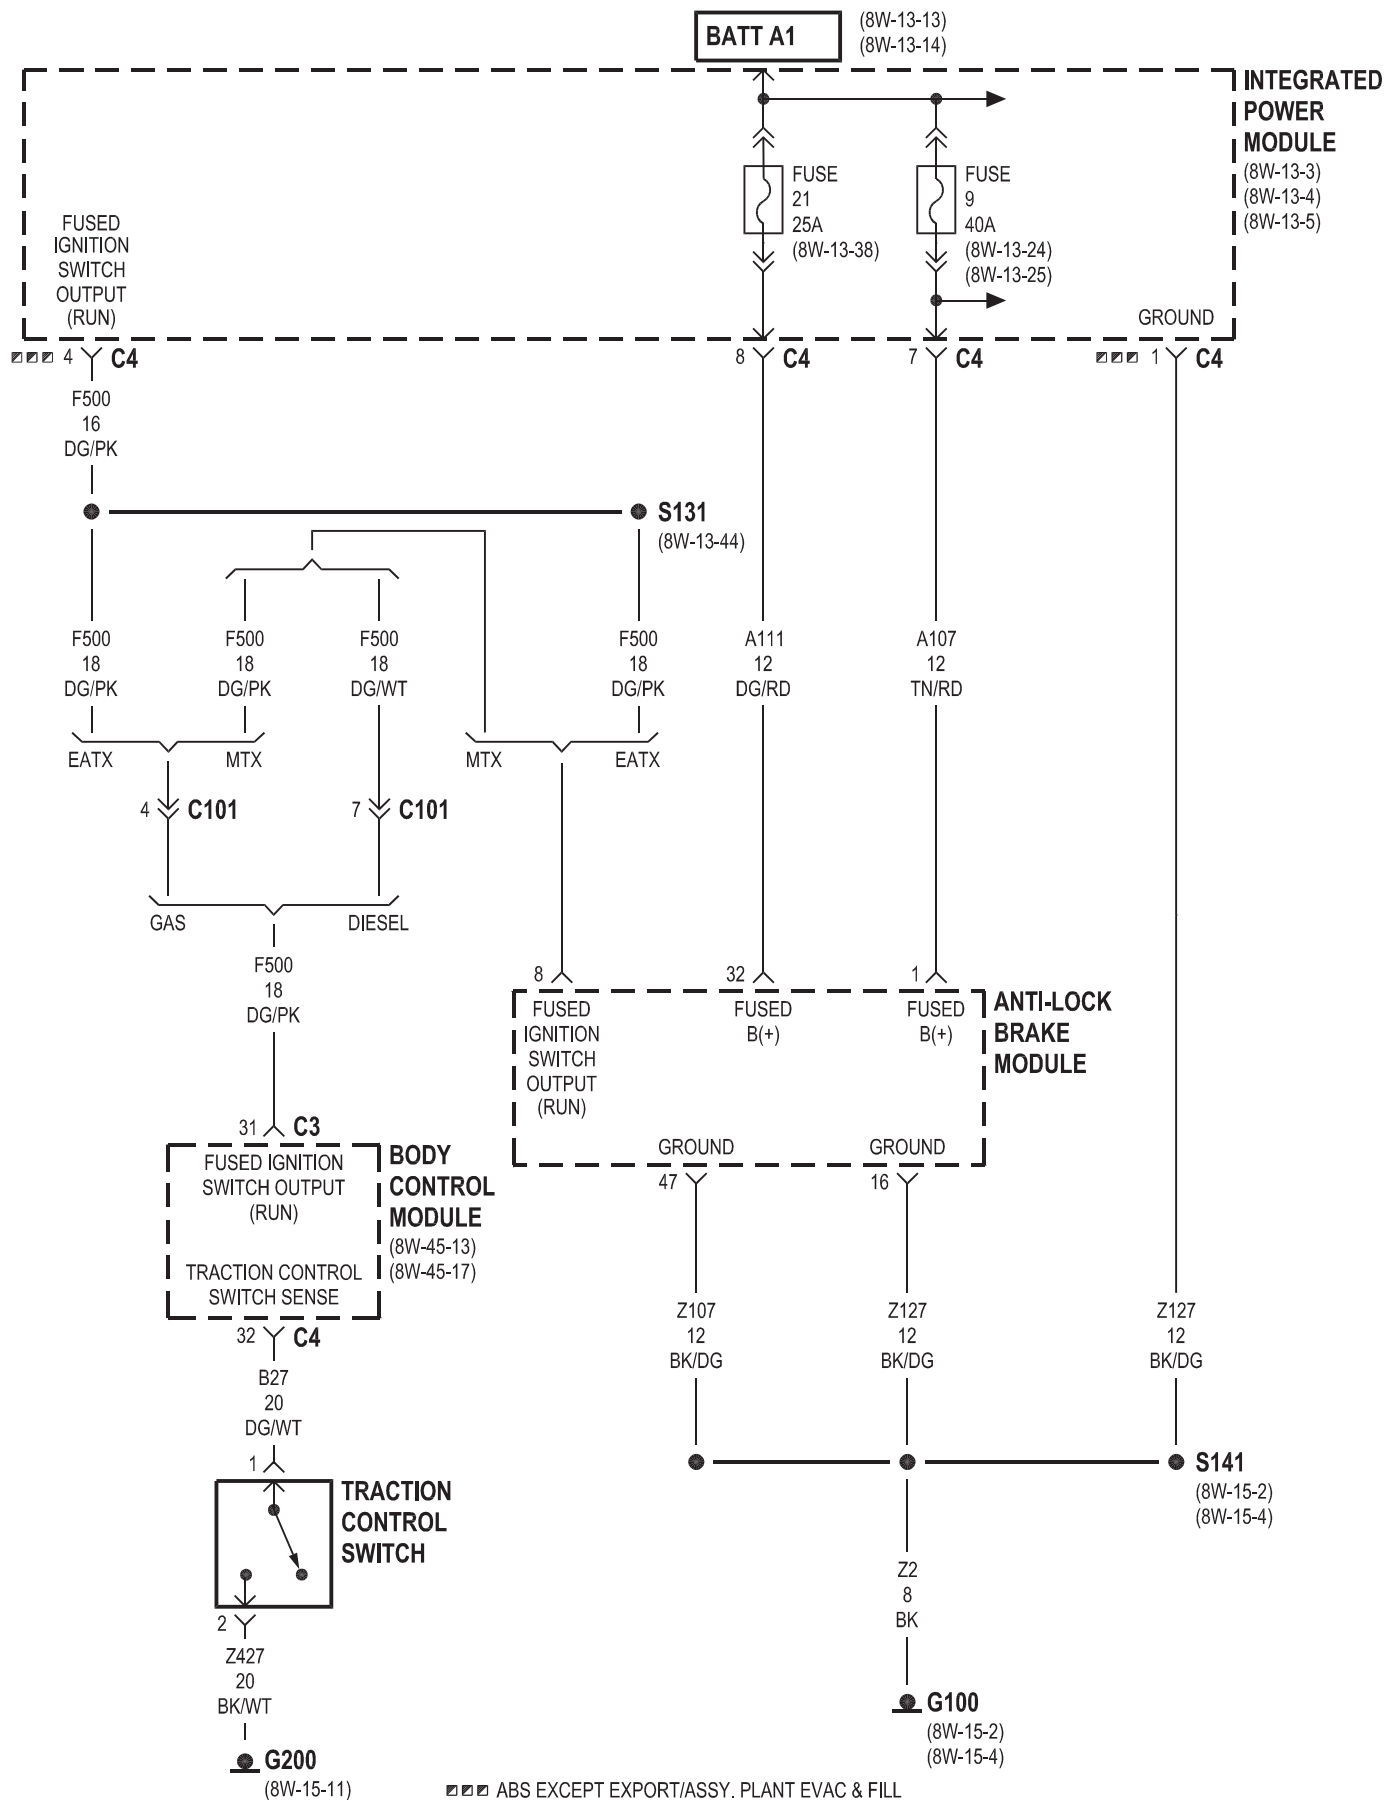 BATT A1
(8W-13-13)
(8W-13-14)
INTEGRATED
POWER
MODULE
(8W-13-3)
(8W-13-4)
(8W-13-5)
FUSE
21
25A
(8W-13-38)
FUSE
9
40A
(8W-13-24)
(8W-13-25)
FUSED
IGNITION
SWITCH
OUTPUT
(RUN)
GROUND
4 C4
8 C4
7 C4
1 C4
F500
16
DG/PK
S131
(8W-13-44)
F500
18
DG/PK
F500
18
DG/PK
F500
18
DG/WT
F500
18
DG/PK
A111
12
DG/RD
A107
12
TN/RD
EATX
MTX
MTX
EATX
4 C101
7 C101
GAS
DIESEL
F500
18
DG/PK
8
32
1
FUSED
IGNITION
SWITCH
OUTPUT
(RUN)
FUSED
B(+)
FUSED
B(+)
ANTI-LOCK
BRAKE
MODULE
GROUND
GROUND
31 C3
FUSED IGNITION
SWITCH OUTPUT
(RUN)
TRACTION CONTROL
SWITCH SENSE
BODY
CONTROL
MODULE
(8W-45-13)
(8W-45-17)
47
16
32 C4
Z107
12
BK/DG
Z127
12
BK/DG
Z127
12
BK/DG
B27
20
DG/WT
1
S141
(8W-15-2)
(8W-15-4)
TRACTION
CONTROL
SWITCH
2
Z2
8
BK
Z427
20
BK/WT
G100
(8W-15-2)
(8W-15-4)
G200
(8W-15-11)
ABS EXCEPT EXPORT/ASSY. PLANT EVAC & FILL